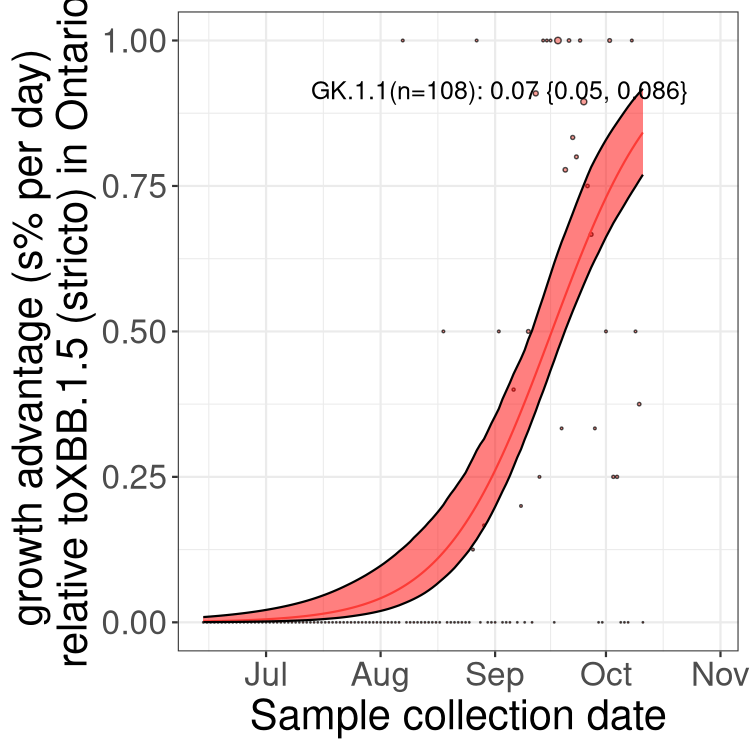 growth advantage (s% per day)
relative toXBB.1.5 (stricto) in Ontario
1.00
0.75
0.50
0.25
0.00
GK.1.1(n=108): 0.07 {0.05, 0.086}
Jul
Aug
Sep
Oct
Nov
Sample collection date